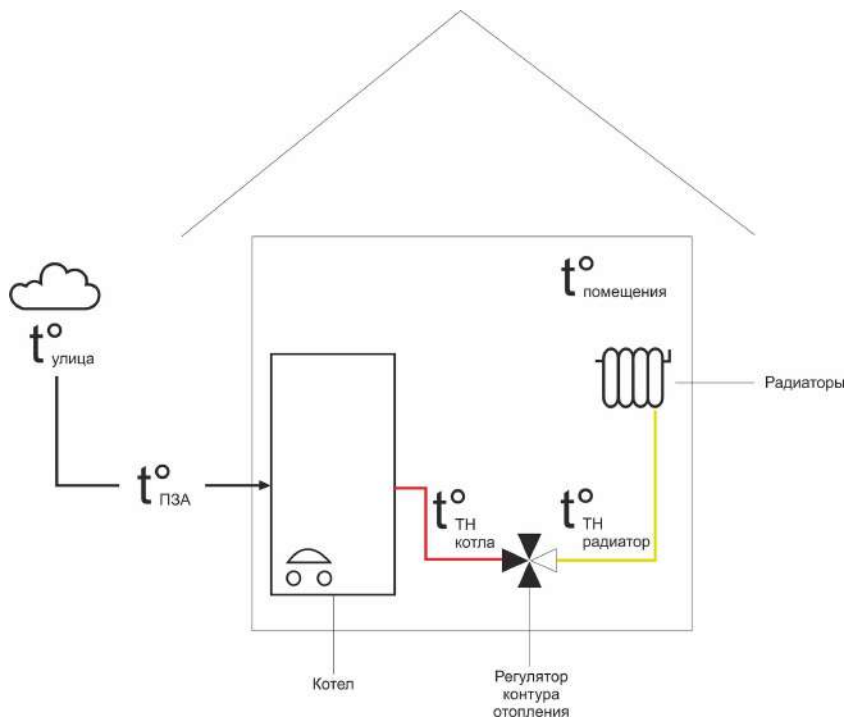 t° помещения
t° улица
Радиаторы
t° ПЗА
t° ТН
котла
t° ТН
радиатор
Котел
Регулятор
контура
отопления